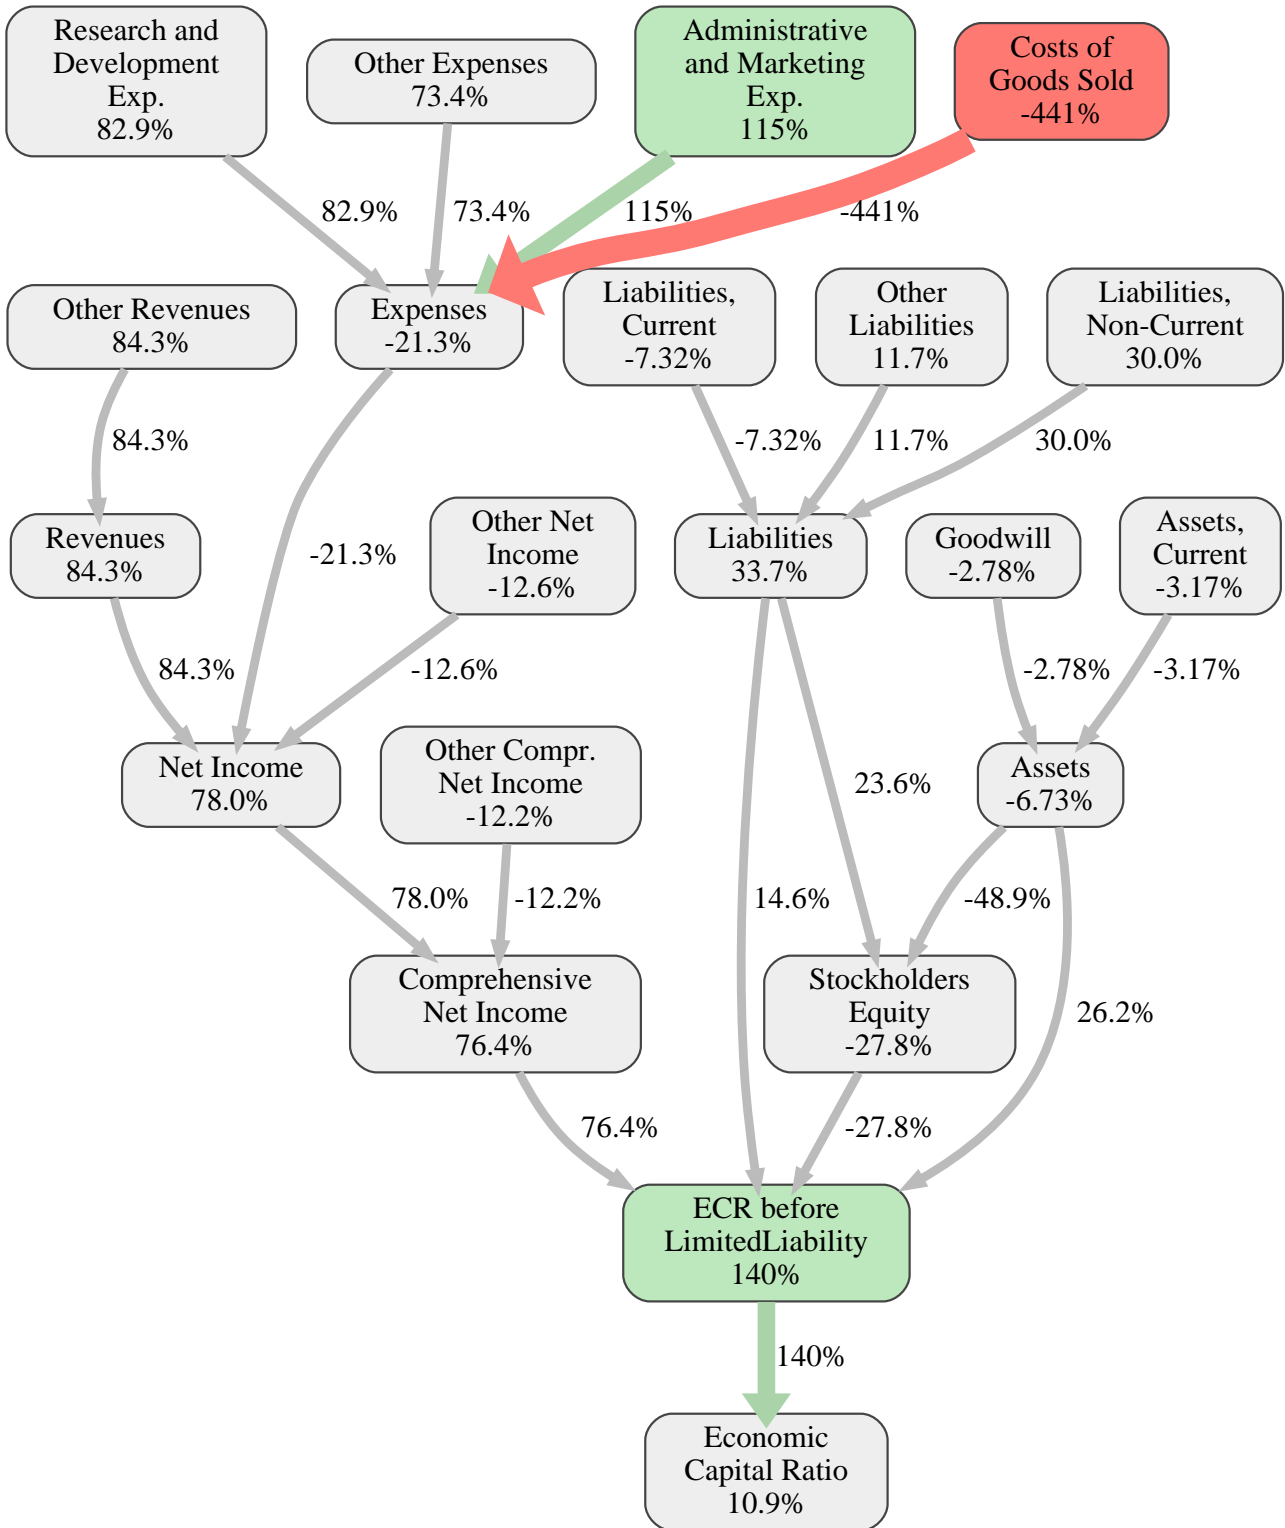 Research and
Development
Exp.
82.9%
Other Expenses
73.4%
Administrative
and Marketing
Exp.
115%
Costs of
Goods Sold
-441%
82.9%
73.4%
115%
-441%
Other Revenues
84.3%
Expenses
-21.3%
Liabilities,
Current
-7.32%
Other
Liabilities
11.7%
Liabilities,
Non-Current
30.0%
84.3%
-7.32%
11.7%
30.0%
Revenues
84.3%
-21.3%
Other Net
Income
-12.6%
Liabilities
33.7%
Goodwill
-2.78%
Assets,
Current
-3.17%
84.3%
-12.6%
-2.78%
-3.17%
Net Income
78.0%
Other Compr.
Net Income
-12.2%
23.6%
Assets
-6.73%
78.0%
-12.2%
14.6%
-48.9%
Comprehensive
Net Income
76.4%
Stockholders
Equity
-27.8%
26.2%
76.4%
-27.8%
ECR before
LimitedLiability
140%
140%
Economic
Capital Ratio
10.9%